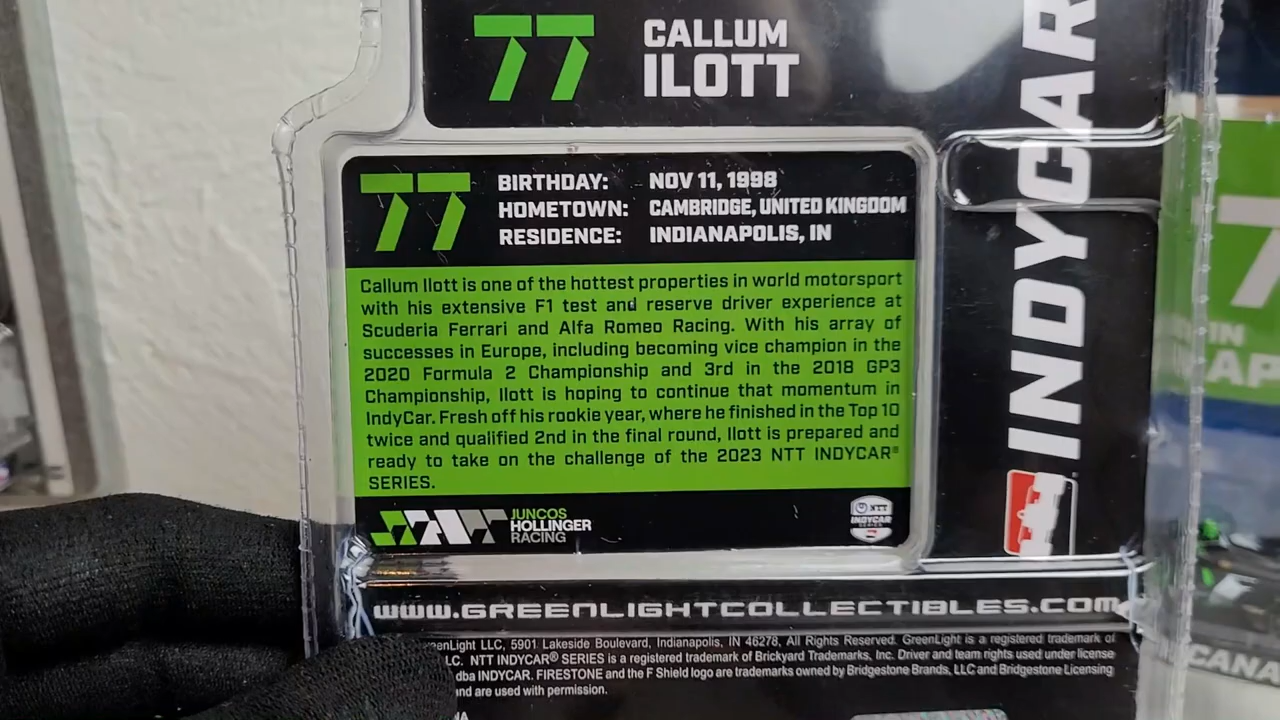 77 CALLUM
ILOTT
INDYCAR
77 BIRTHDAY: NOV 11, 1998
HOMETOWN: CAMBRIDGE, UNITED KINGDOM
RESIDENCE: INDIANAPOLIS, IN
Callum Ilott is one of the hottest properties in world motorsport
with his extensive F1 test and reserve driver experience at
Scuderia Ferrari and Alfa Romeo Racing. With his array of
successes in Europe, including becoming vice champion in the
2020 Formula 2 Championship and 3rd in the 2018 GP3
Championship, Ilott is hoping to continue that momentum in
IndyCar. Fresh off his rookie year, where he finished in the Top 10
twice and qualified 2nd in the final round, Ilott is prepared and
ready to take on the challenge of the 2023 NTT INDYCAR®
SERIES.
JUNCOS
HOLLINGER
RACING
NTT
INDYCAR
SERIES
www.GREENLIGHTCOLLECTIBLES.COM
enLight LLC, 5901 Lakeside Boulevard, Indianapolis, IN 46278, All Rights Reserved. GreenLight is a registered trademark of
LC. NTT INDYCAR® SERIES is a registered trademark of Brickyard Trademarks, Inc. Driver and team rights used under license
dba INDYCAR. FIRESTONE and the F Shield logo are trademarks owned by Bridgestone Brands, LLC and Bridgestone Licensing
and are used with permission.
7
IN
AP
CANA